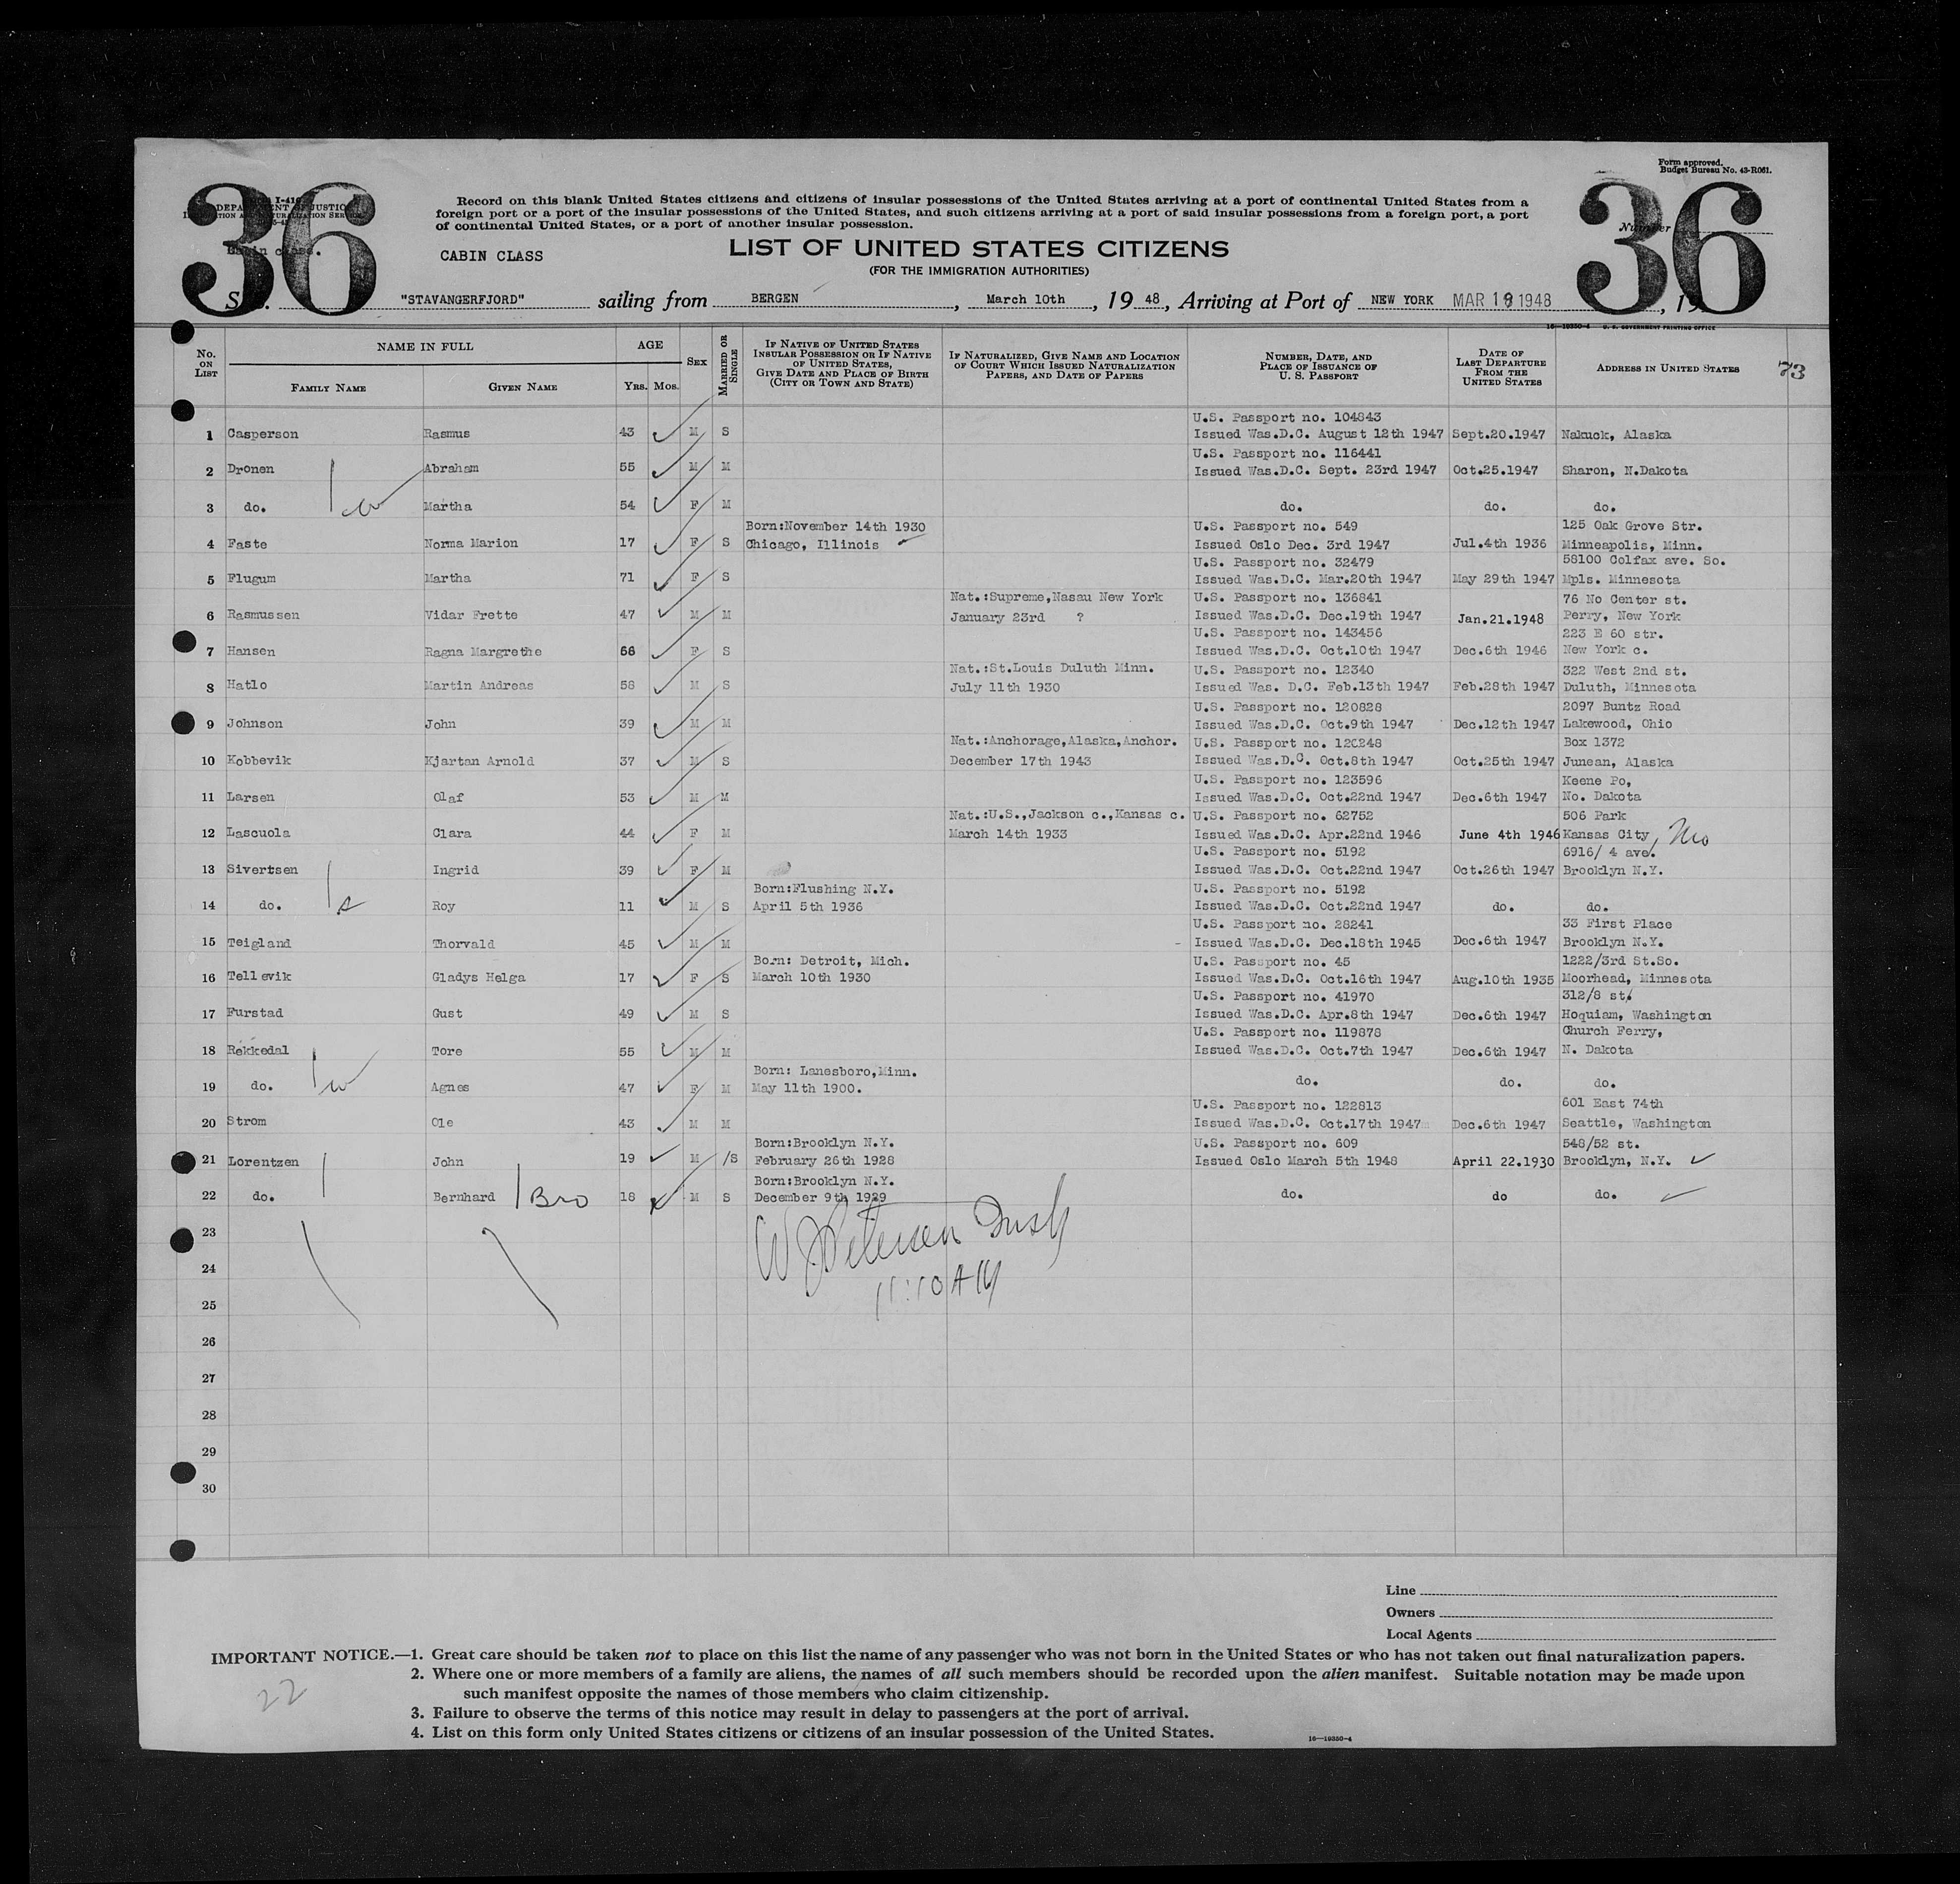 Form approved.
Budget Bureau No. 43-R061.
36
36
Record on this blank United States citizens and citizens of insular possessions of the United States arriving at a port of continental United States from a
foreign port or a port of the insular possessions of the United States, and such citizens arriving at a port of said insular possessions from a foreign port, a port
of continental United States, or a port of another insular possession.
Number
CABIN CLASS
LIST OF UNITED STATES CITIZENS
(FOR THE IMMIGRATION AUTHORITIES)
"STAVANGERFJORD" sailing from BERGEN, March 10th, 19 48, Arriving at Port of NEW YORK MAR 19 1948, 19
16—19350-4 U. S. GOVERNMENT PRINTING OFFICE
No. on List NAME IN FULL Family Name Given Name AGE Yrs. Mos. Sex Married or Single If Native of United States Insular Possession or If Native of United States, Give Date and Place of Birth (City or Town and State) If Naturalized, Give Name and Location of Court Which Issued Naturalization Papers, and Date of Papers Number, Date, and Place of Issuance of U. S. Passport Date of Last Departure From the United States Address in United States 73
U.S. Passport no. 104843
1 Casperson Rasmus 43 M S Issued Was.D.C. August 12th 1947 Sept.20.1947 Nakuck, Alaska
U.S. Passport no. 116441
2 Dronen Abraham 55 M M Issued Was.D.C. Sept. 23rd 1947 Oct.25.1947 Sharon, N.Dakota
3 do. Martha 54 F M do. do. do.
Born:November 14th 1930 U.S. Passport no. 549 125 Oak Grove Str.
4 Faste Norma Marion 17 F S Chicago, Illinois Issued Oslo Dec. 3rd 1947 Jul.4th 1936 Minneapolis, Minn.
U.S. Passport no. 32479 58100 Colfax ave. So.
5 Flugum Martha 71 F S Issued Was.D.C. Mar.20th 1947 May 29th 1947 Mpls. Minnesota
Nat.:Supreme,Nasau New York U.S. Passport no. 136841 76 No Center st.
6 Rasmussen Vidar Frette 47 M M January 23rd ? Issued Was.D.C. Dec.19th 1947 Jan.21.1948 Perry, New York
U.S. Passport no. 143456 223 E 60 str.
7 Hansen Ragna Margrethe 66 F S Issued Was.D.C. Oct.10th 1947 Dec.6th 1946 New York c.
Nat.:St.Louis Duluth Minn. U.S. Passport no. 12340 322 West 2nd st.
8 Hatlo Martin Andreas 58 M S July 11th 1930 Issued Was. D.C. Feb.13th 1947 Feb.28th 1947 Duluth, Minnesota
U.S. Passport no. 120828 2097 Buntz Road
9 Johnson John 39 M M Issued Was.D.C. Oct.9th 1947 Dec.12th 1947 Lakewood, Ohio
Nat.:Anchorage,Alaska,Anchor. U.S. Passport no. 120248 Box 1372
10 Kobbevik Kjartan Arnold 37 M S December 17th 1943 Issued Was.D.C. Oct.8th 1947 Oct.25th 1947 Junean, Alaska
U.S. Passport no. 123596 Keene Po,
11 Larsen Olaf 53 M M Issued Was.D.C. Oct.22nd 1947 Dec.6th 1947 No. Dakota
Nat.:U.S.,Jackson c.,Kansas c. U.S. Passport no. 62752 506 Park
12 Lascuola Clara 44 F M March 14th 1933 Issued Was.D.C. Apr.22nd 1946 June 4th 1946 Kansas City, Mo
U.S. Passport no. 5192 6916/ 4 ave.
13 Sivertsen Ingrid 39 F M Issued Was.D.C. Oct.22nd 1947 Oct.26th 1947 Brooklyn N.Y.
Born:Flushing N.Y. U.S. Passport no. 5192
14 do. Roy 11 M S April 5th 1936 Issued Was.D.C. Oct.22nd 1947 do. do.
U.S. Passport no. 28241 33 First Place
15 Teigland Thorvald 45 M M Issued Was.D.C. Dec.18th 1945 Dec.6th 1947 Brooklyn N.Y.
Born: Detroit, Mich. U.S. Passport no. 45 1222/3rd St.So.
16 Tellevik Gladys Helga 17 F S March 10th 1930 Issued Was.D.C. Oct.16th 1947 Aug.10th 1935 Moorhead, Minnesota
U.S. Passport no. 41970 312/8 st.
17 Furstad Gust 49 M S Issued Was.D.C. Apr.8th 1947 Dec.6th 1947 Hoquiam, Washington
U.S. Passport no. 119878 Church Ferry,
18 Rekkedal Tore 55 M M Issued Was.D.C. Oct.7th 1947 Dec.6th 1947 N. Dakota
Born: Lanesboro,Minn.
19 do. W Agnes 47 F M May 11th 1900. do. do. do.
U.S. Passport no. 122813 601 East 74th
20 Strom Ole 43 M M Issued Was.D.C. Oct.17th 1947 Dec.6th 1947 Seattle, Washington
Born:Brooklyn N.Y. U.S. Passport no. 609 548/52 st.
21 Lorentzen John 19 M S February 26th 1928 Issued Oslo March 5th 1948 April 22.1930 Brooklyn, N.Y.
Born:Brooklyn N.Y.
22 do. Bernhard Bro 18 M S December 9th 1929 do. do do.
23
24
11:10 AM
25
26
27
28
29
30
Line
Owners
Local Agents
IMPORTANT NOTICE.—1. Great care should be taken not to place on this list the name of any passenger who was not born in the United States or who has not taken out final naturalization papers.
2. Where one or more members of a family are aliens, the names of all such members should be recorded upon the alien manifest. Suitable notation may be made upon
such manifest opposite the names of those members who claim citizenship.
3. Failure to observe the terms of this notice may result in delay to passengers at the port of arrival.
4. List on this form only United States citizens or citizens of an insular possession of the United States.
22
16—19350-4